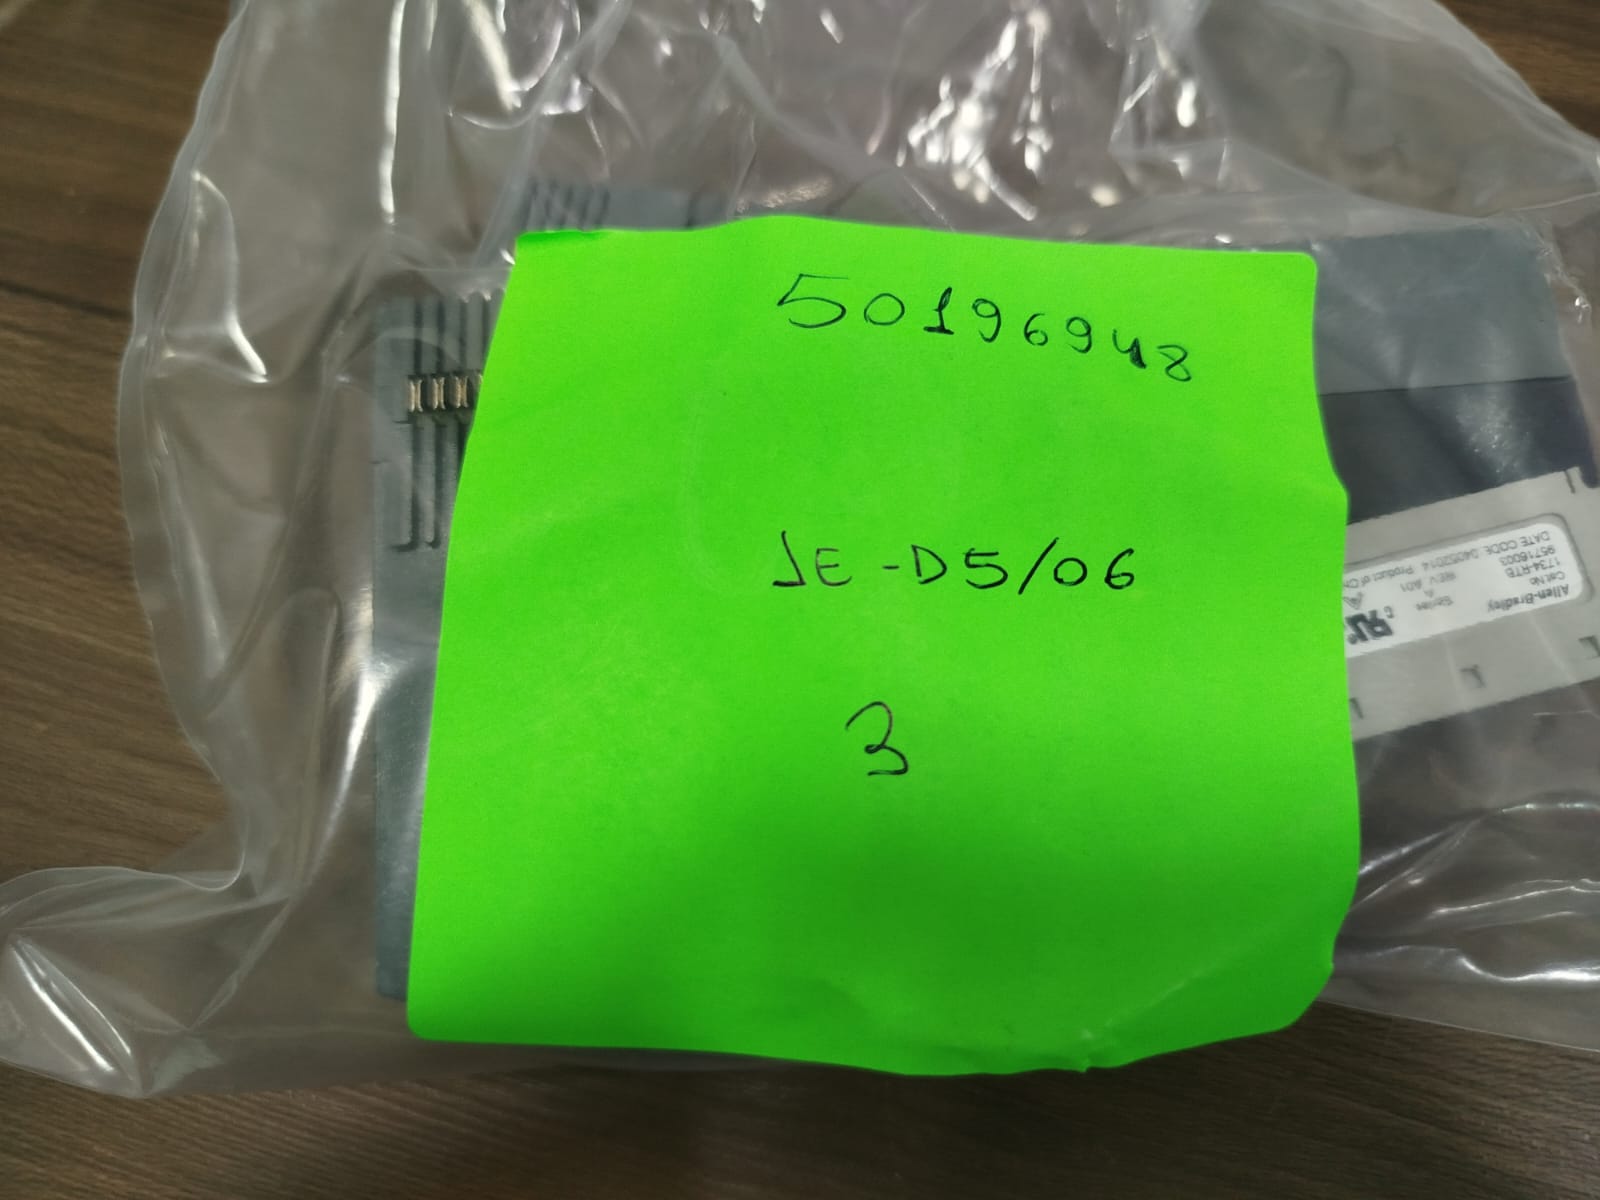 50196948
JE-D5/06
3
Allen-Bradley
Cat.No. Series
1734-RTB A REV. A01
95716003 Product of Ch
DATE CODE 04052014